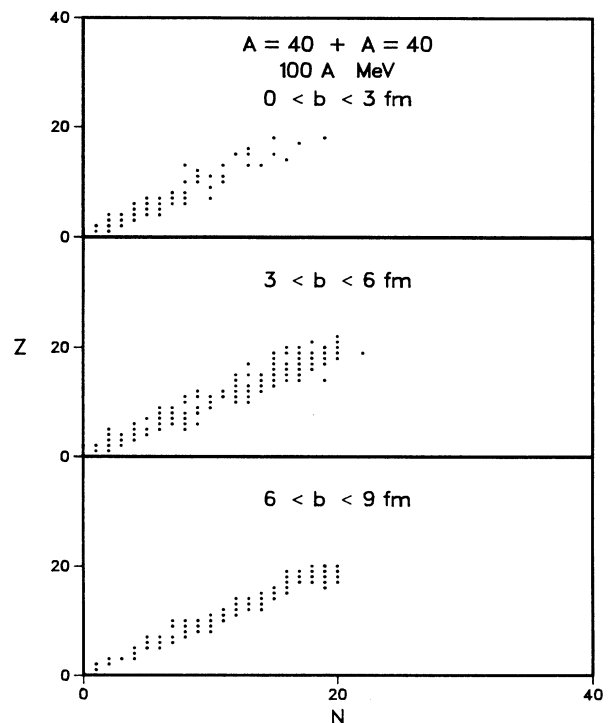 40
A = 40 + A = 40
100 A MeV
0 < b < 3 fm
20
0
3 < b < 6 fm
Z
20
0
6 < b < 9 fm
20
0
0 20 40
N